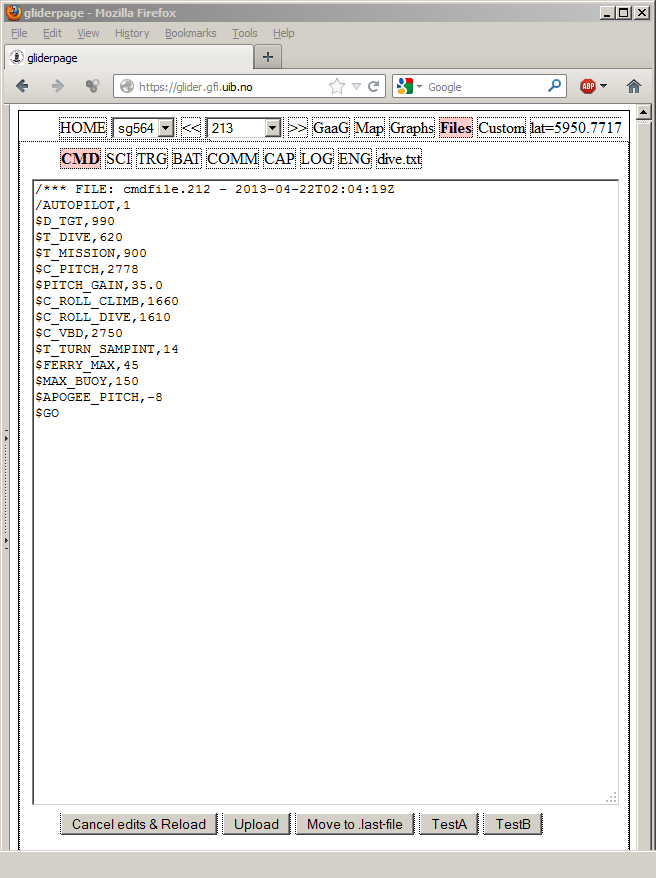 gliderpage - Mozilla Firefox
File Edit View History Bookmarks Tools Help
gliderpage +
https://glider.gfi.uib.no Google ABP
HOME sg564 << 213 >> GaaG Map Graphs Files Custom lat=5950.7717
CMD SCI TRG BAT COMM CAP LOG ENG dive.txt
/*** FILE: cmdfile.212 - 2013-04-22T02:04:19Z
/AUTOPILOT,1
$D_TGT,990
$T_DIVE,620
$T_MISSION,900
$C_PITCH,2778
$PITCH_GAIN,35.0
$C_ROLL_CLIMB,1660
$C_ROLL_DIVE,1610
$C_VBD,2750
$T_TURN_SAMPINT,14
$FERRY_MAX,45
$MAX_BUOY,150
$APOGEE_PITCH,-8
$GO
Cancel edits & Reload Upload Move to .last-file TestA TestB